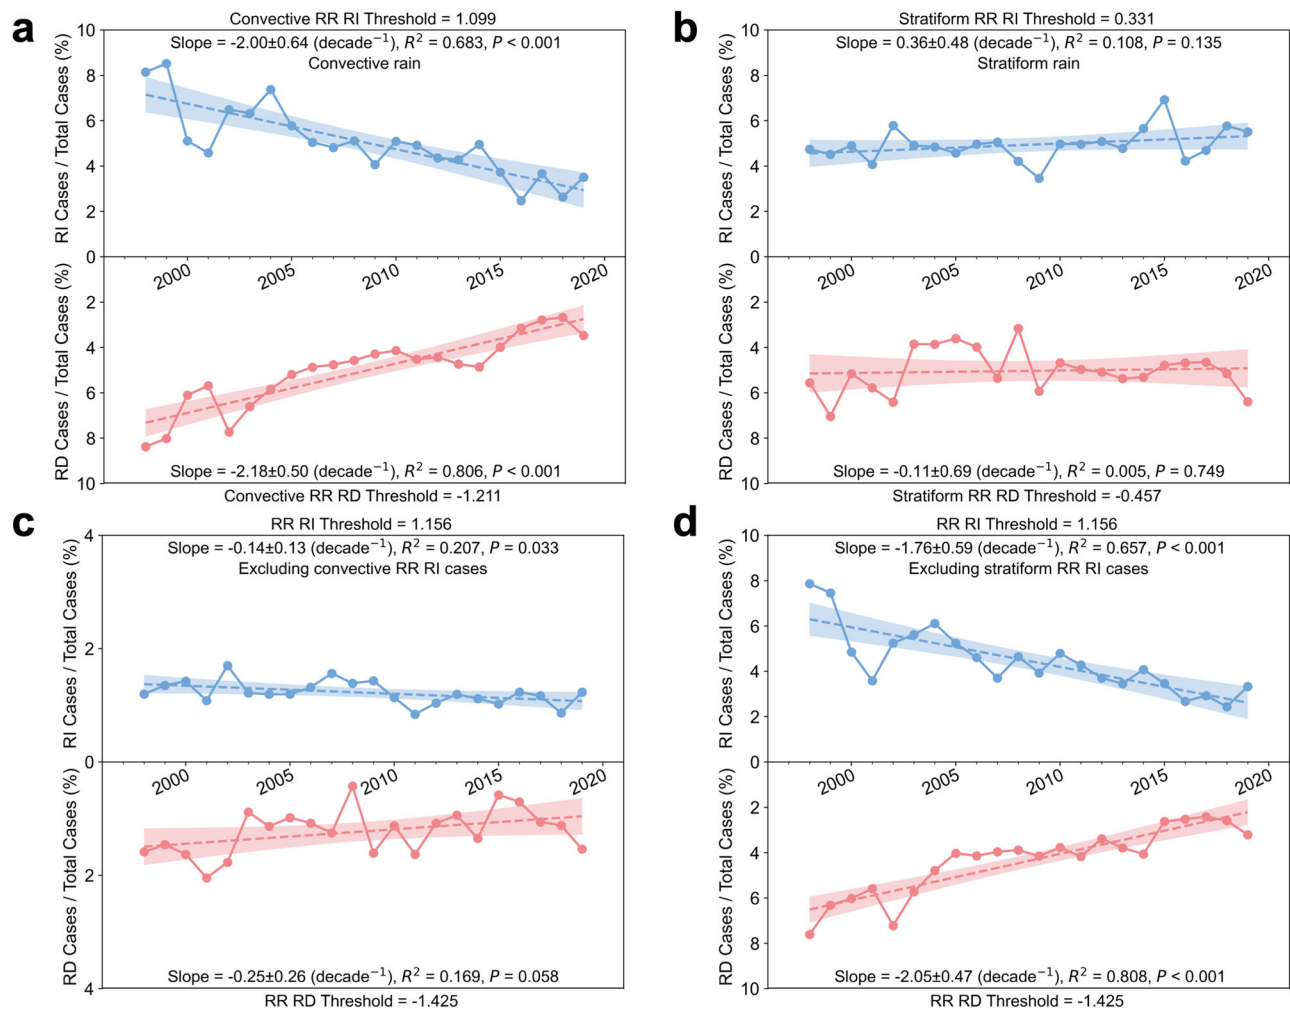 a
Convective RR RI Threshold = 1.099
Slope = -2.00±0.64 (decade⁻¹), R² = 0.683, P < 0.001
Convective rain
RI Cases / Total Cases (%)
10
8
6
4
2
0
2000
2005
2010
2015
2020
RD Cases / Total Cases (%)
2
4
6
8
10
Slope = -2.18±0.50 (decade⁻¹), R² = 0.806, P < 0.001
Convective RR RD Threshold = -1.211
b
Stratiform RR RI Threshold = 0.331
Slope = 0.36±0.48 (decade⁻¹), R² = 0.108, P = 0.135
Stratiform rain
RI Cases / Total Cases (%)
10
8
6
4
2
0
2000
2005
2010
2015
2020
RD Cases / Total Cases (%)
2
4
6
8
10
Slope = -0.11±0.69 (decade⁻¹), R² = 0.005, P = 0.749
Stratiform RR RD Threshold = -0.457
c
RR RI Threshold = 1.156
Slope = -0.14±0.13 (decade⁻¹), R² = 0.207, P = 0.033
Excluding convective RR RI cases
RI Cases / Total Cases (%)
4
2
0
2000
2005
2010
2015
2020
RD Cases / Total Cases (%)
2
4
Slope = -0.25±0.26 (decade⁻¹), R² = 0.169, P = 0.058
RR RD Threshold = -1.425
d
RR RI Threshold = 1.156
Slope = -1.76±0.59 (decade⁻¹), R² = 0.657, P < 0.001
Excluding stratiform RR RI cases
RI Cases / Total Cases (%)
10
8
6
4
2
0
2000
2005
2010
2015
2020
RD Cases / Total Cases (%)
2
4
6
8
10
Slope = -2.05±0.47 (decade⁻¹), R² = 0.808, P < 0.001
RR RD Threshold = -1.425